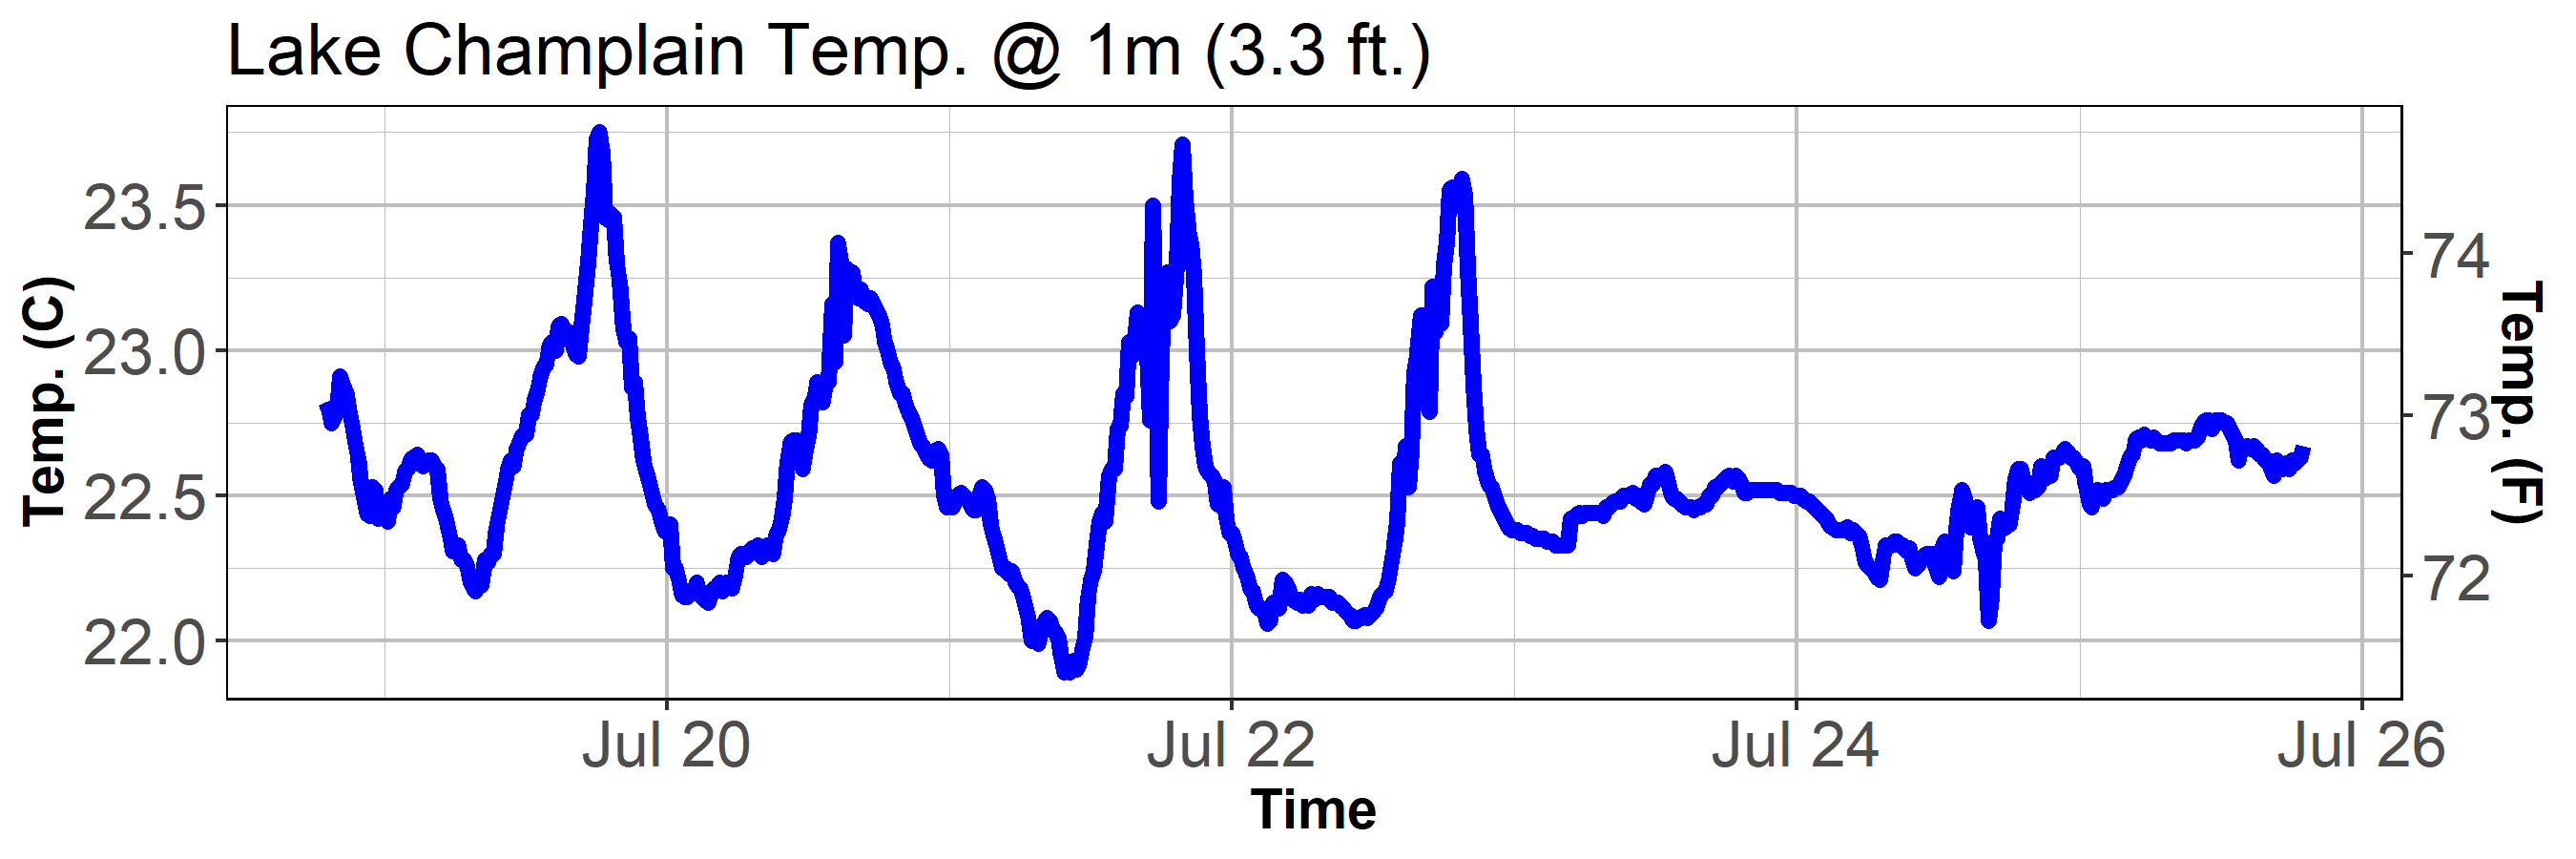 Lake Champlain Temp. @ 1m (3.3 ft.)
Temp. (C)
23.5
23.0
22.5
22.0
74
73
72
Temp. (F)
Jul 20 Jul 22 Jul 24 Jul 26
Time